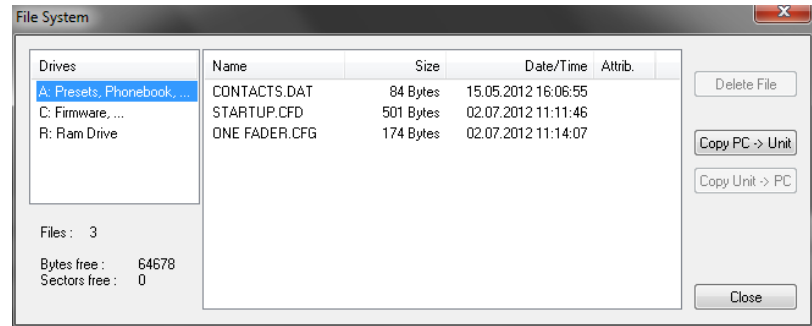 File System
Drives
A: Presets, Phonebook, ...
C: Firmware, ...
R: Ram Drive
Files : 3
Bytes free : 64678
Sectors free : 0
Name Size Date/Time Attrib.
CONTACTS.DAT 84 Bytes 15.05.2012 16:06:55
STARTUP.CFD 501 Bytes 02.07.2012 11:11:46
ONE FADER.CFG 174 Bytes 02.07.2012 11:14:07
Delete File
Copy PC -> Unit
Copy Unit -> PC
Close